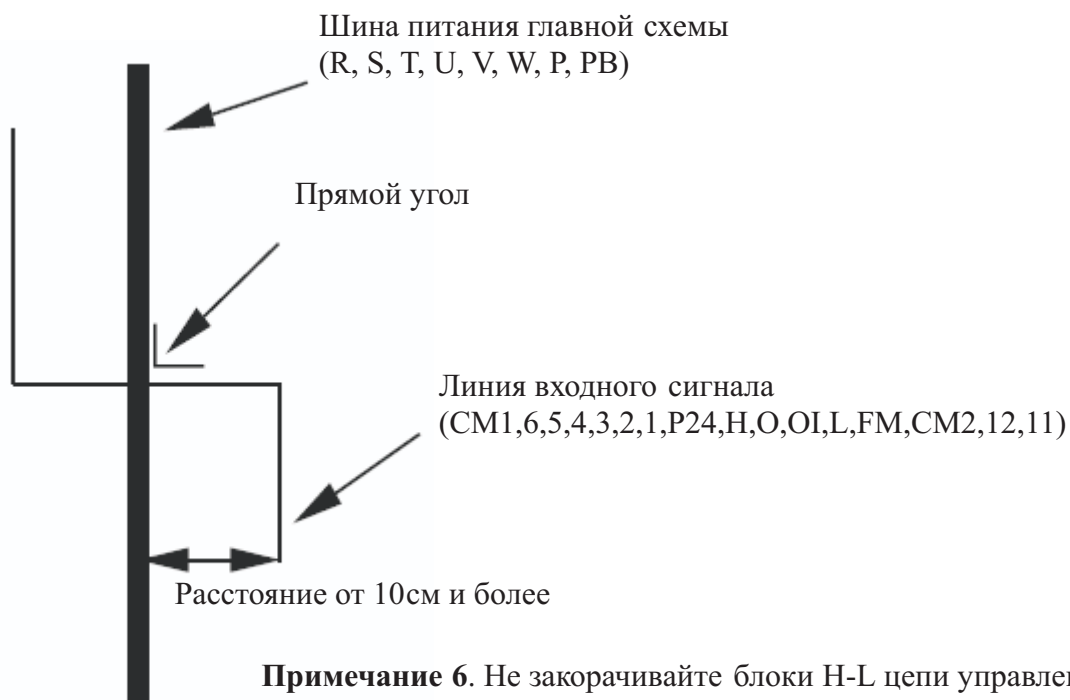 Шина питания главной схемы
(R, S, T, U, V, W, P, PB)
Прямой угол
Линия входного сигнала
(CM1,6,5,4,3,2,1,P24,H,O,OI,L,FM,CM2,12,11)
Расстояние от 10см и более
Примечание 6. Не закорачивайте блоки H-L цепи